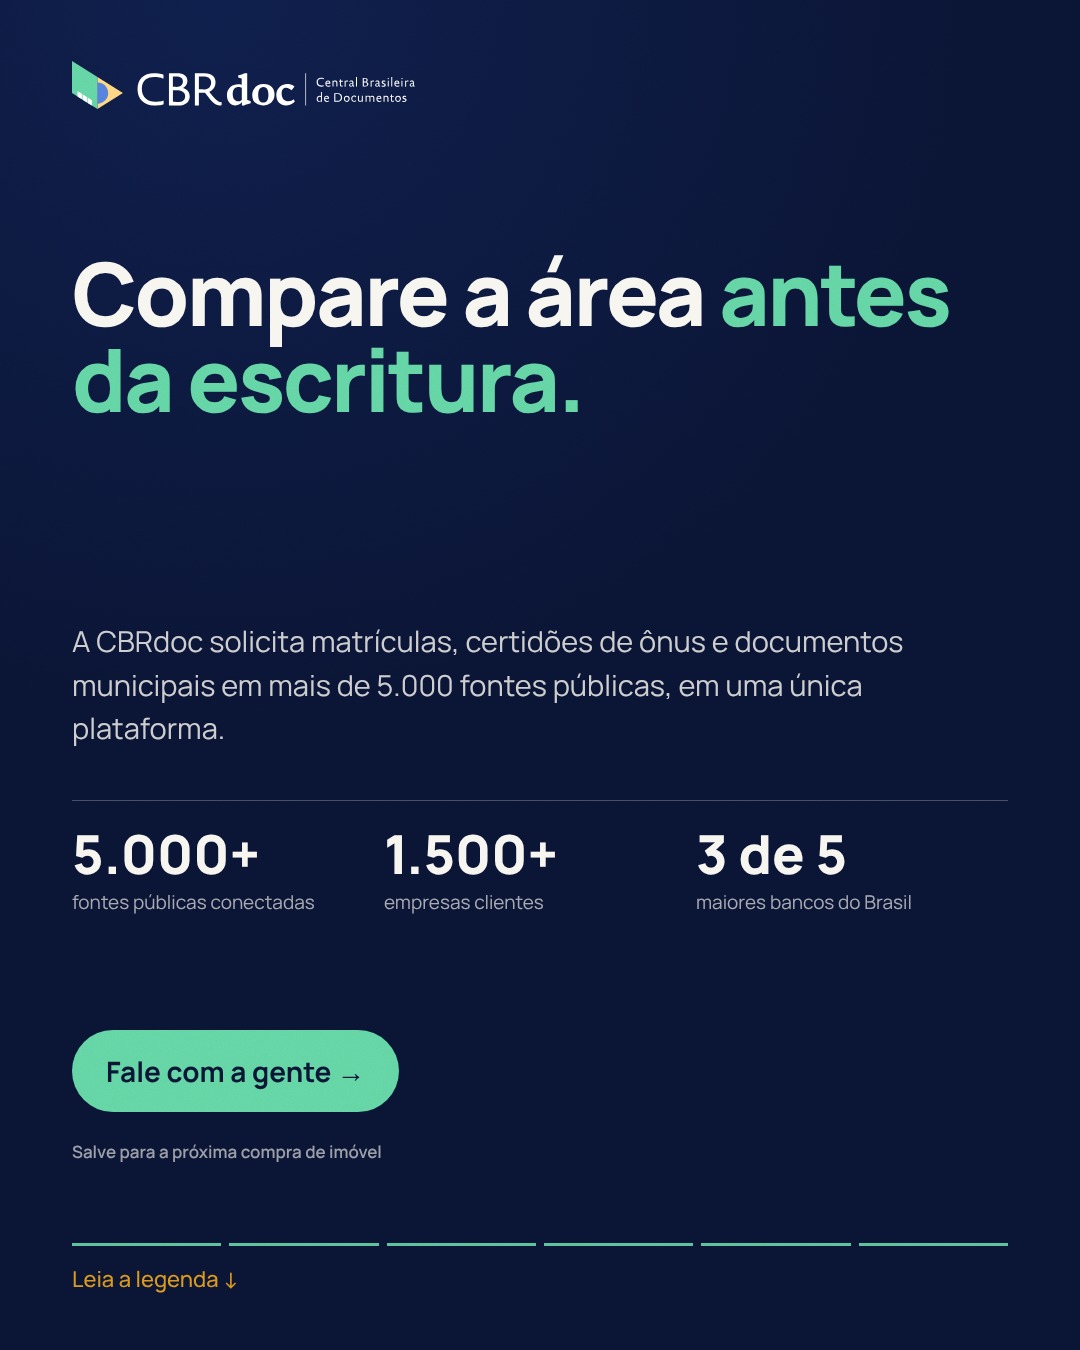 CBRdoc
Central Brasileira
de Documentos
Compare a área antes
da escritura.
A CBRdoc solicita matrículas, certidões de ônus e documentos
municipais em mais de 5.000 fontes públicas, em uma única
plataforma.
5.000+ 1.500+ 3 de 5
fontes públicas conectadas empresas clientes maiores bancos do Brasil
Fale com a gente →
Salve para a próxima compra de imóvel
Leia a legenda ↓